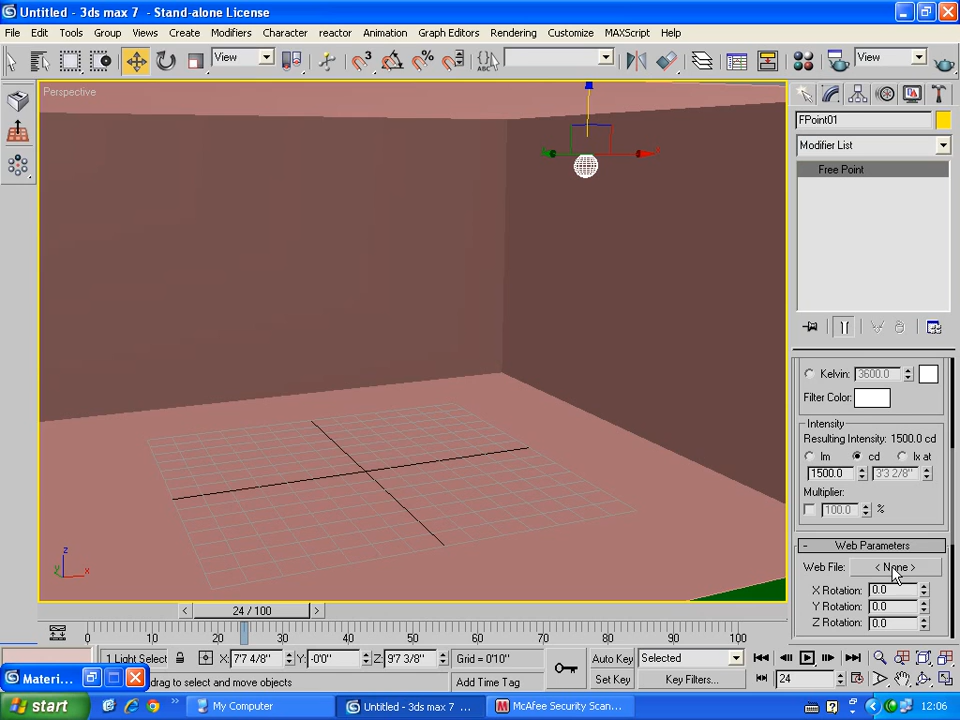 Untitled - 3ds max 7 - Stand-alone License
File Edit Tools Group Views Create Modifiers Character reactor Animation Graph Editors Rendering Customize MAXScript Help
View
View
Perspective
FPoint01
Modifier List
Free Point
Kelvin: 3600.0
Filter Color:
Intensity
Resulting Intensity: 1500.0 cd
lm cd lx at
1500.0 3'3 2/8"
Multiplier:
100.0 %
- Web Parameters
Web File: < None >
X Rotation: 0.0
Y Rotation: 0.0
Z Rotation: 0.0
z
y
x
x
< 24 / 100 >
0 10 20 30 40 50 60 70 80 90 100
1 Light Select X: 7'7 4/8" Y: -0'0" Z: 9'7 3/8" Grid = 0'10" Auto Key Selected
Materi... drag to select and move objects Add Time Tag Set Key Key Filters... 24
start My Computer Untitled - 3ds max 7 ... McAfee Security Scan... 12:06